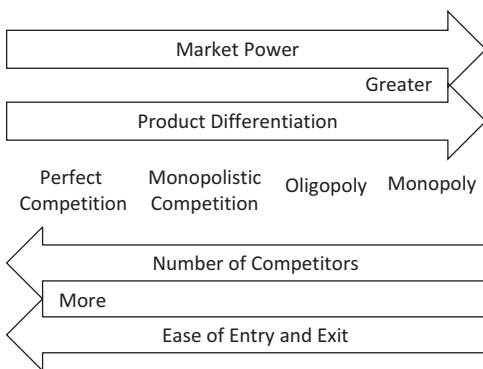 Market Power
Greater
Product Differentiation
Perfect Competition
Monopolistic Competition
Oligopoly
Monopoly
Number of Competitors
More
Ease of Entry and Exit